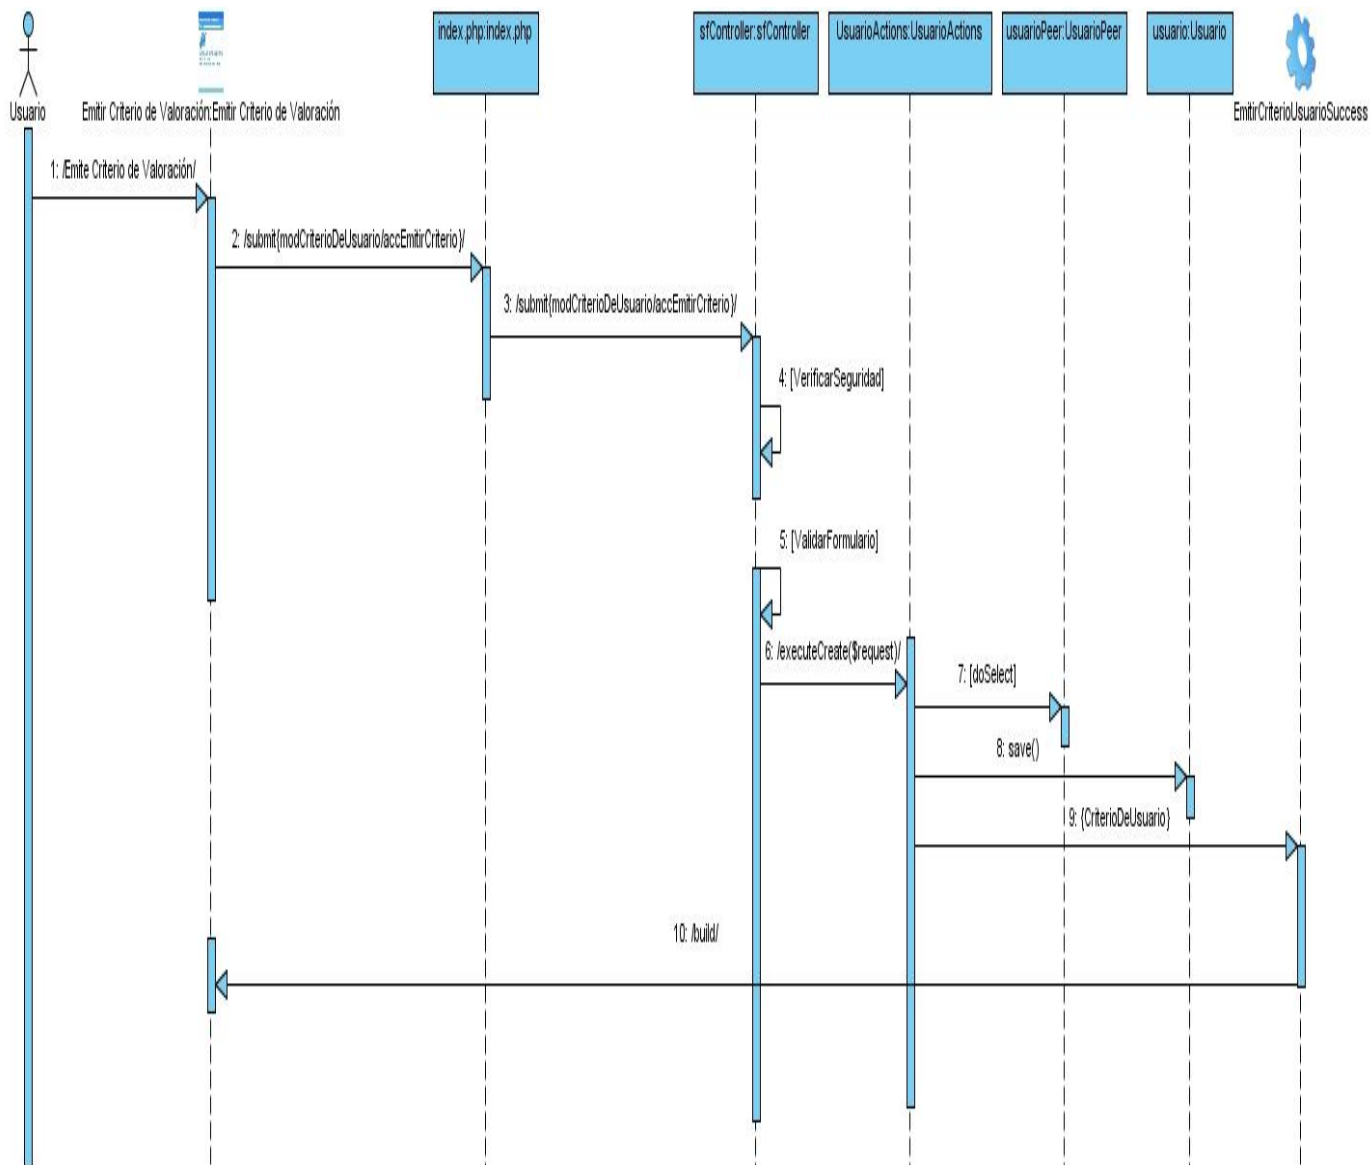 index.php:index.php
sfController:sfController
UsuarioActions:UsuarioActions
usuarioPeer:UsuarioPeer
usuario:Usuario
Usuario
Emitir Criterio de Valoración:Emitir Criterio de Valoración
EmitirCriterioUsuarioSuccess
1: /Emite Criterio de Valoración/
2: /submit{modCriterioDeUsuario/accEmitirCriterio}/
3: /submit{modCriterioDeUsuario/accEmitirCriterio}/
4: [VerificarSeguridad]
5: [ValidarFormulario]
6: /executeCreate($request)/
7: [doSelect]
8: save()
9: {CriterioDeUsuario}
10: /build/